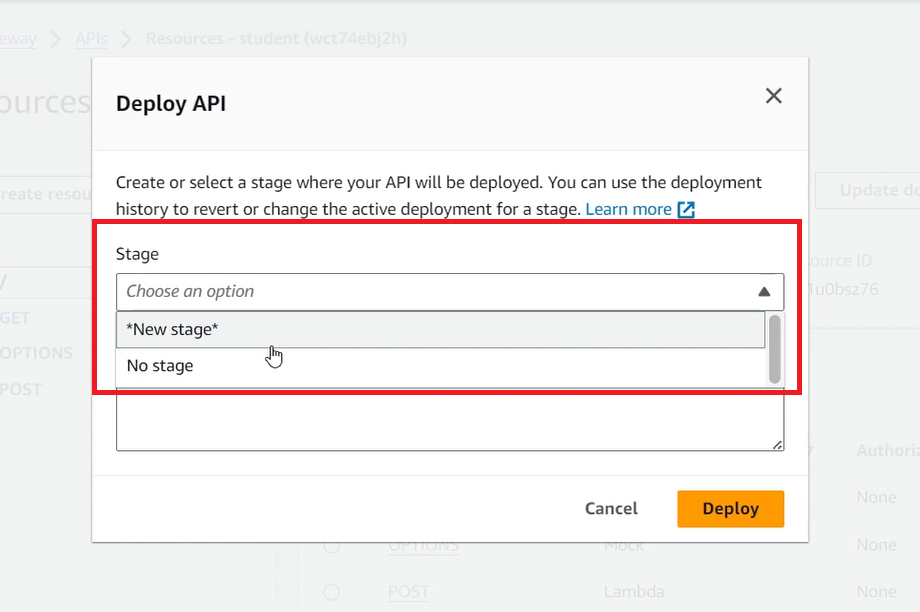 eway > APIs > Resources - student (wct74ebj2h)
ources
Deploy API
Create or select a stage where your API will be deployed. You can use the deployment
history to revert or change the active deployment for a stage. Learn more
reate resou
Update do
Stage
ource ID
Choose an option
1u0bsz76
/
GET
*New stage*
OPTIONS
No stage
POST
Authoriz
None
Cancel
Deploy
OPTIONS
Mock
None
POST
Lambda
None